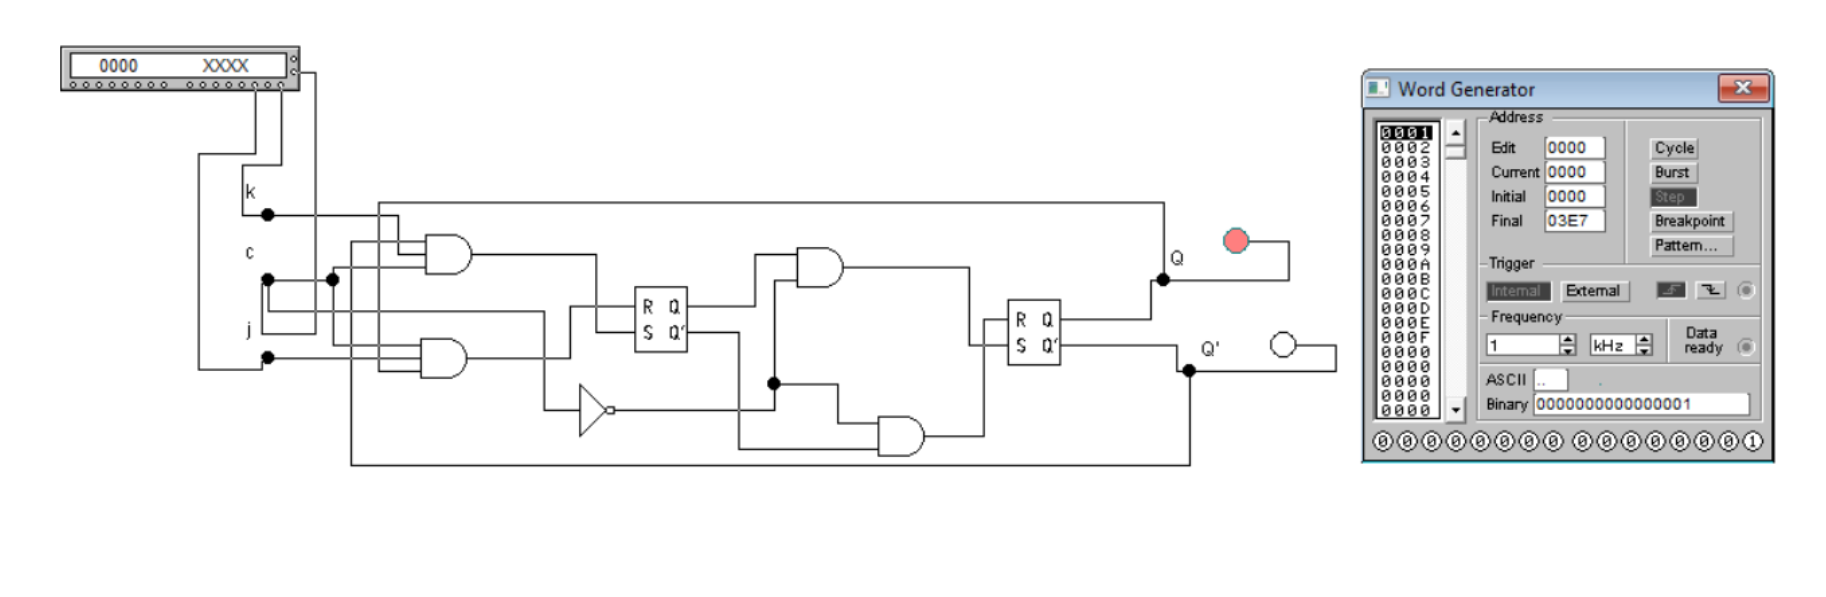 0000 XXXX
k
c
j
R Q
S Q'
R Q
S Q'
Q
Q'
Word Generator
0001
0002
0003
0004
0005
0006
0007
0008
0009
000A
000B
000C
000D
000E
000F
0000
0000
0000
0000
0000
Address
Edit 0000
Current 0000
Initial 0000
Final 03E7
Cycle
Burst
Step
Breakpoint
Pattern...
Trigger
Internal External
Frequency
1 kHz
Data
ready
ASCII ..
Binary 0000000000000001
0 0 0 0 0 0 0 0 0 0 0 0 0 0 0 1